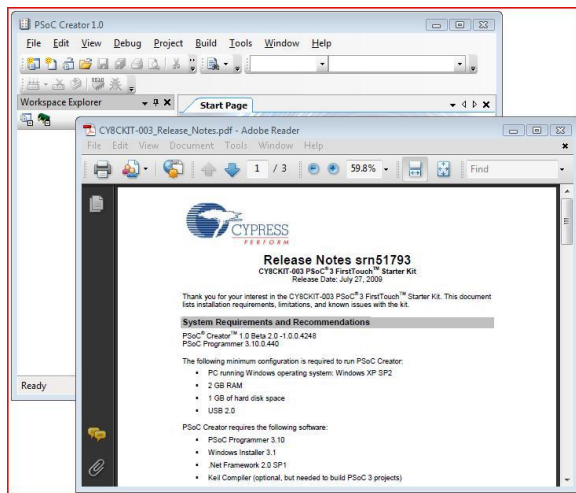 PSoC Creator 1.0
File Edit View Debug Project Build Tools Window Help
Workspace Explorer
Start Page
CY8CKIT-003_Release_Notes.pdf - Adobe Reader
File Edit View Document Tools Window Help
1 / 3 59.8% Find
CYPRESS
PERFORM
Release Notes srn51793
CY8CKIT-003 PSoC®3 FirstTouch™ Starter Kit
Release Date: July 27, 2009
Thank you for your interest in the CY8CKIT-003 PSoC®3 FirstTouch™ Starter Kit. This document
lists installation requirements, limitations, and known issues with the kit.
System Requirements and Recommendations
PSoC® Creator™ 1.0 Beta 2.0 -1.0.0.4248
PSoC Programmer 3.10.0.440
The following minimum configuration is required to run PSoC Creator:
▪ PC running Windows operating system: Windows XP SP2
▪ 2 GB RAM
▪ 1 GB of hard disk space
▪ USB 2.0
PSoC Creator requires the following software:
▪ PSoC Programmer 3.10
▪ Windows Installer 3.1
▪ .Net Framework 2.0 SP1
▪ Keil Compiler (optional, but needed to build PSoC 3 projects)
Ready